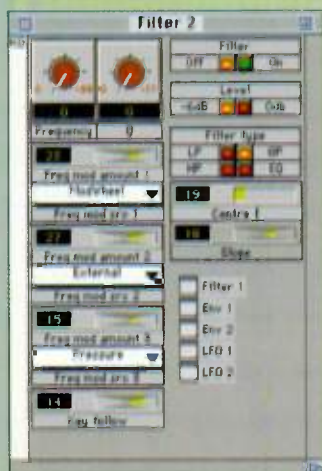 Filter 2
Filter
Off On
Level
-6dB 0db
0 0
Frequency Q
Filter type
LP BP
HP EQ
28
Freq mod amount 1
Modwheel
Freq mod src 1
19
Centre f
18
Slope
27
Freq mod amount 2
External
Freq mod src 2
15
Freq mod amount 3
Pressure
Freq mod src 3
14
Key follow
Filter 1
Env 1
Env 2
LFO 1
LFO 2